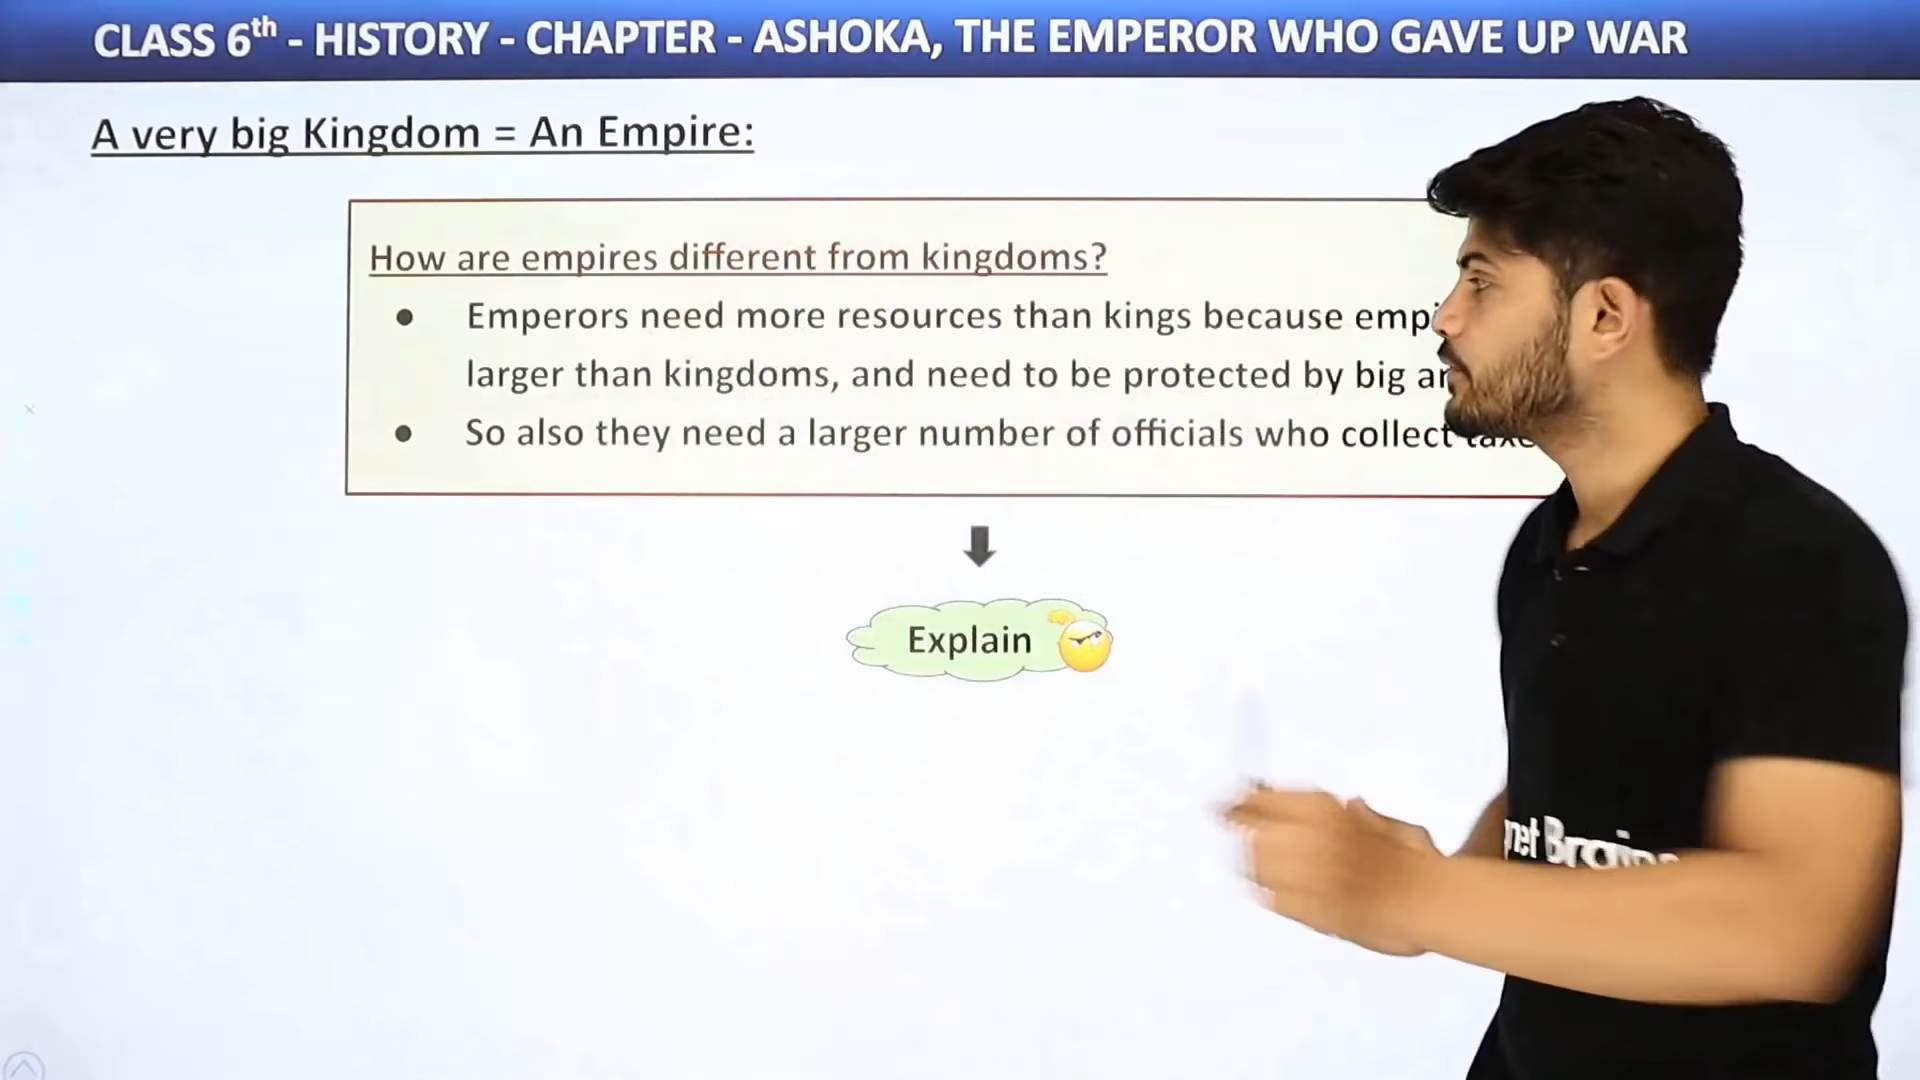 CLASS 6th - HISTORY - CHAPTER - ASHOKA, THE EMPEROR WHO GAVE UP WAR
A very big Kingdom = An Empire:
How are empires different from kingdoms?
● Emperors need more resources than kings because
larger than kingdoms, and need to be protected by big
● So also they need a larger number of officials who collect
Explain